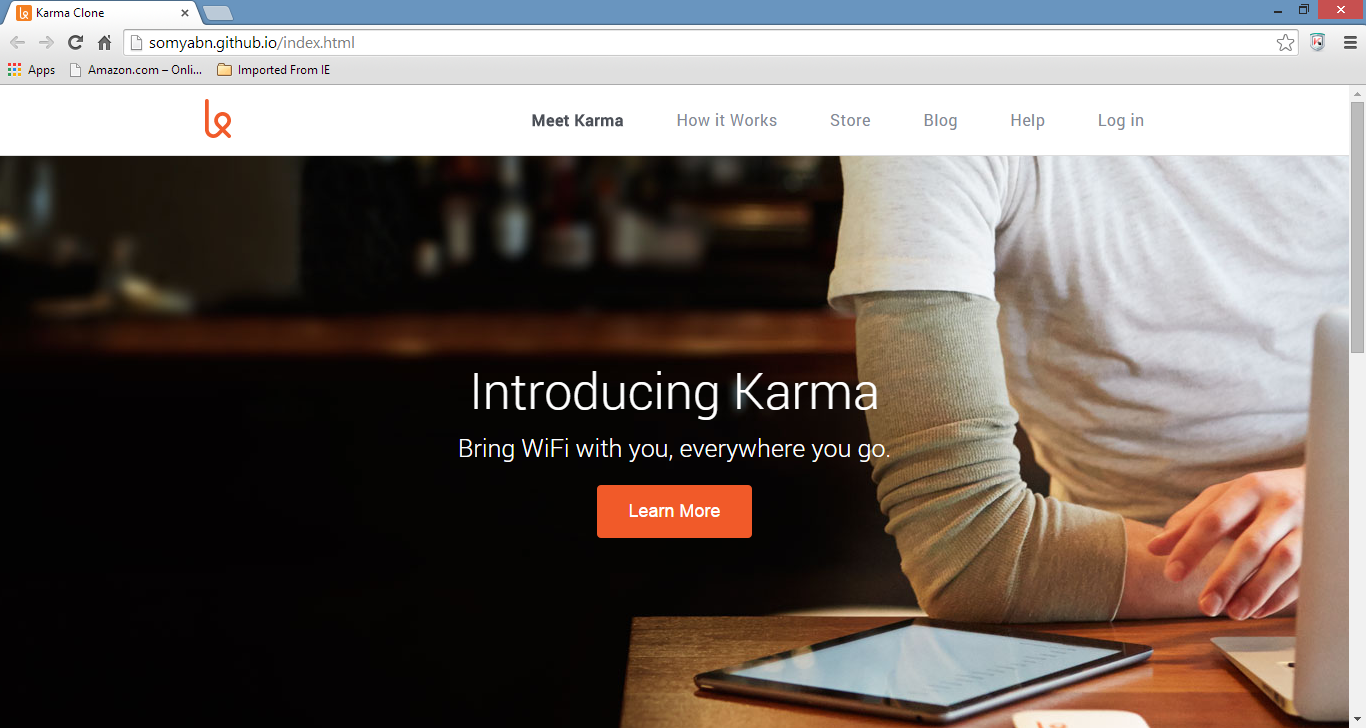 Karma Clone
somyabn.github.io/index.html
Apps Amazon.com – Onli... Imported From IE
Meet Karma How it Works Store Blog Help Log in
Introducing Karma
Bring WiFi with you, everywhere you go.
Learn More